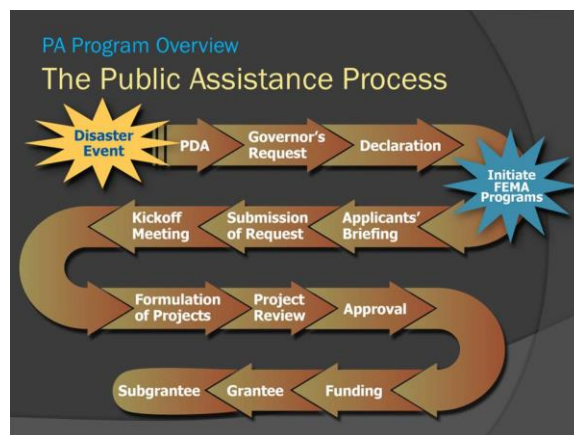 PA Program Overview
The Public Assistance Process
Disaster
Event
PDA
Governor's
Request
Declaration
Initiate
FEMA
Programs
Applicants'
Briefing
Submission
of Request
Kickoff
Meeting
Formulation
of Projects
Project
Review
Approval
Funding
Grantee
Subgrantee